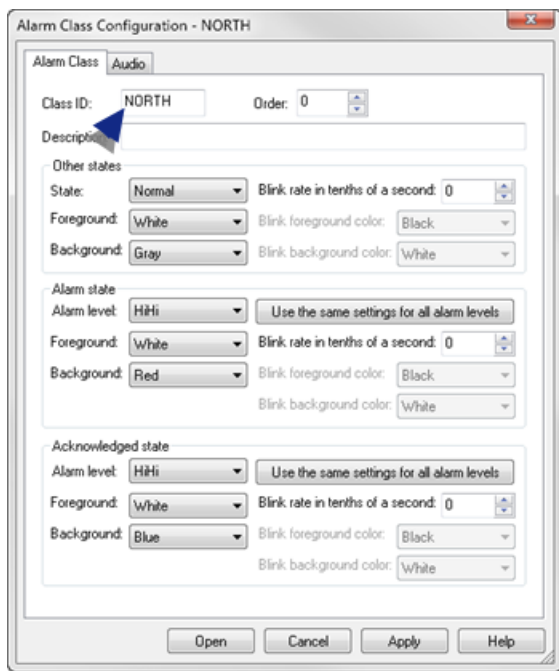 Alarm Class Configuration - NORTH
Alarm Class Audio
Class ID: NORTH Order: 0
Description:
Other states
State: Normal Blink rate in tenths of a second: 0
Foreground: White Blink foreground color: Black
Background: Gray Blink background color: White
Alarm state
Alarm level: HiHi Use the same settings for all alarm levels
Foreground: White Blink rate in tenths of a second: 0
Background: Red Blink foreground color: Black
Blink background color: White
Acknowledged state
Alarm level: HiHi Use the same settings for all alarm levels
Foreground: White Blink rate in tenths of a second: 0
Background: Blue Blink foreground color: Black
Blink background color: White
Open Cancel Apply Help